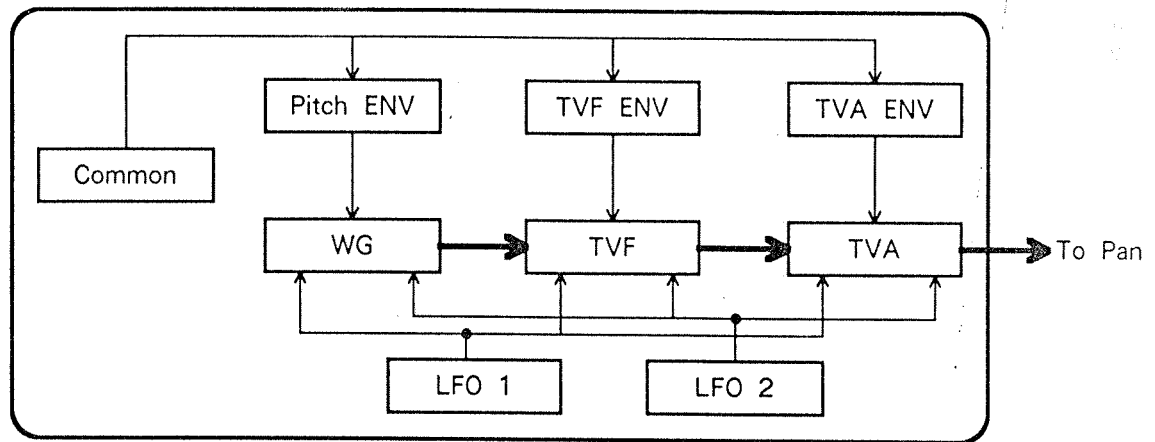 Pitch ENV
TVF ENV
TVA ENV
Common
WG
TVF
TVA
To Pan
LFO 1
LFO 2